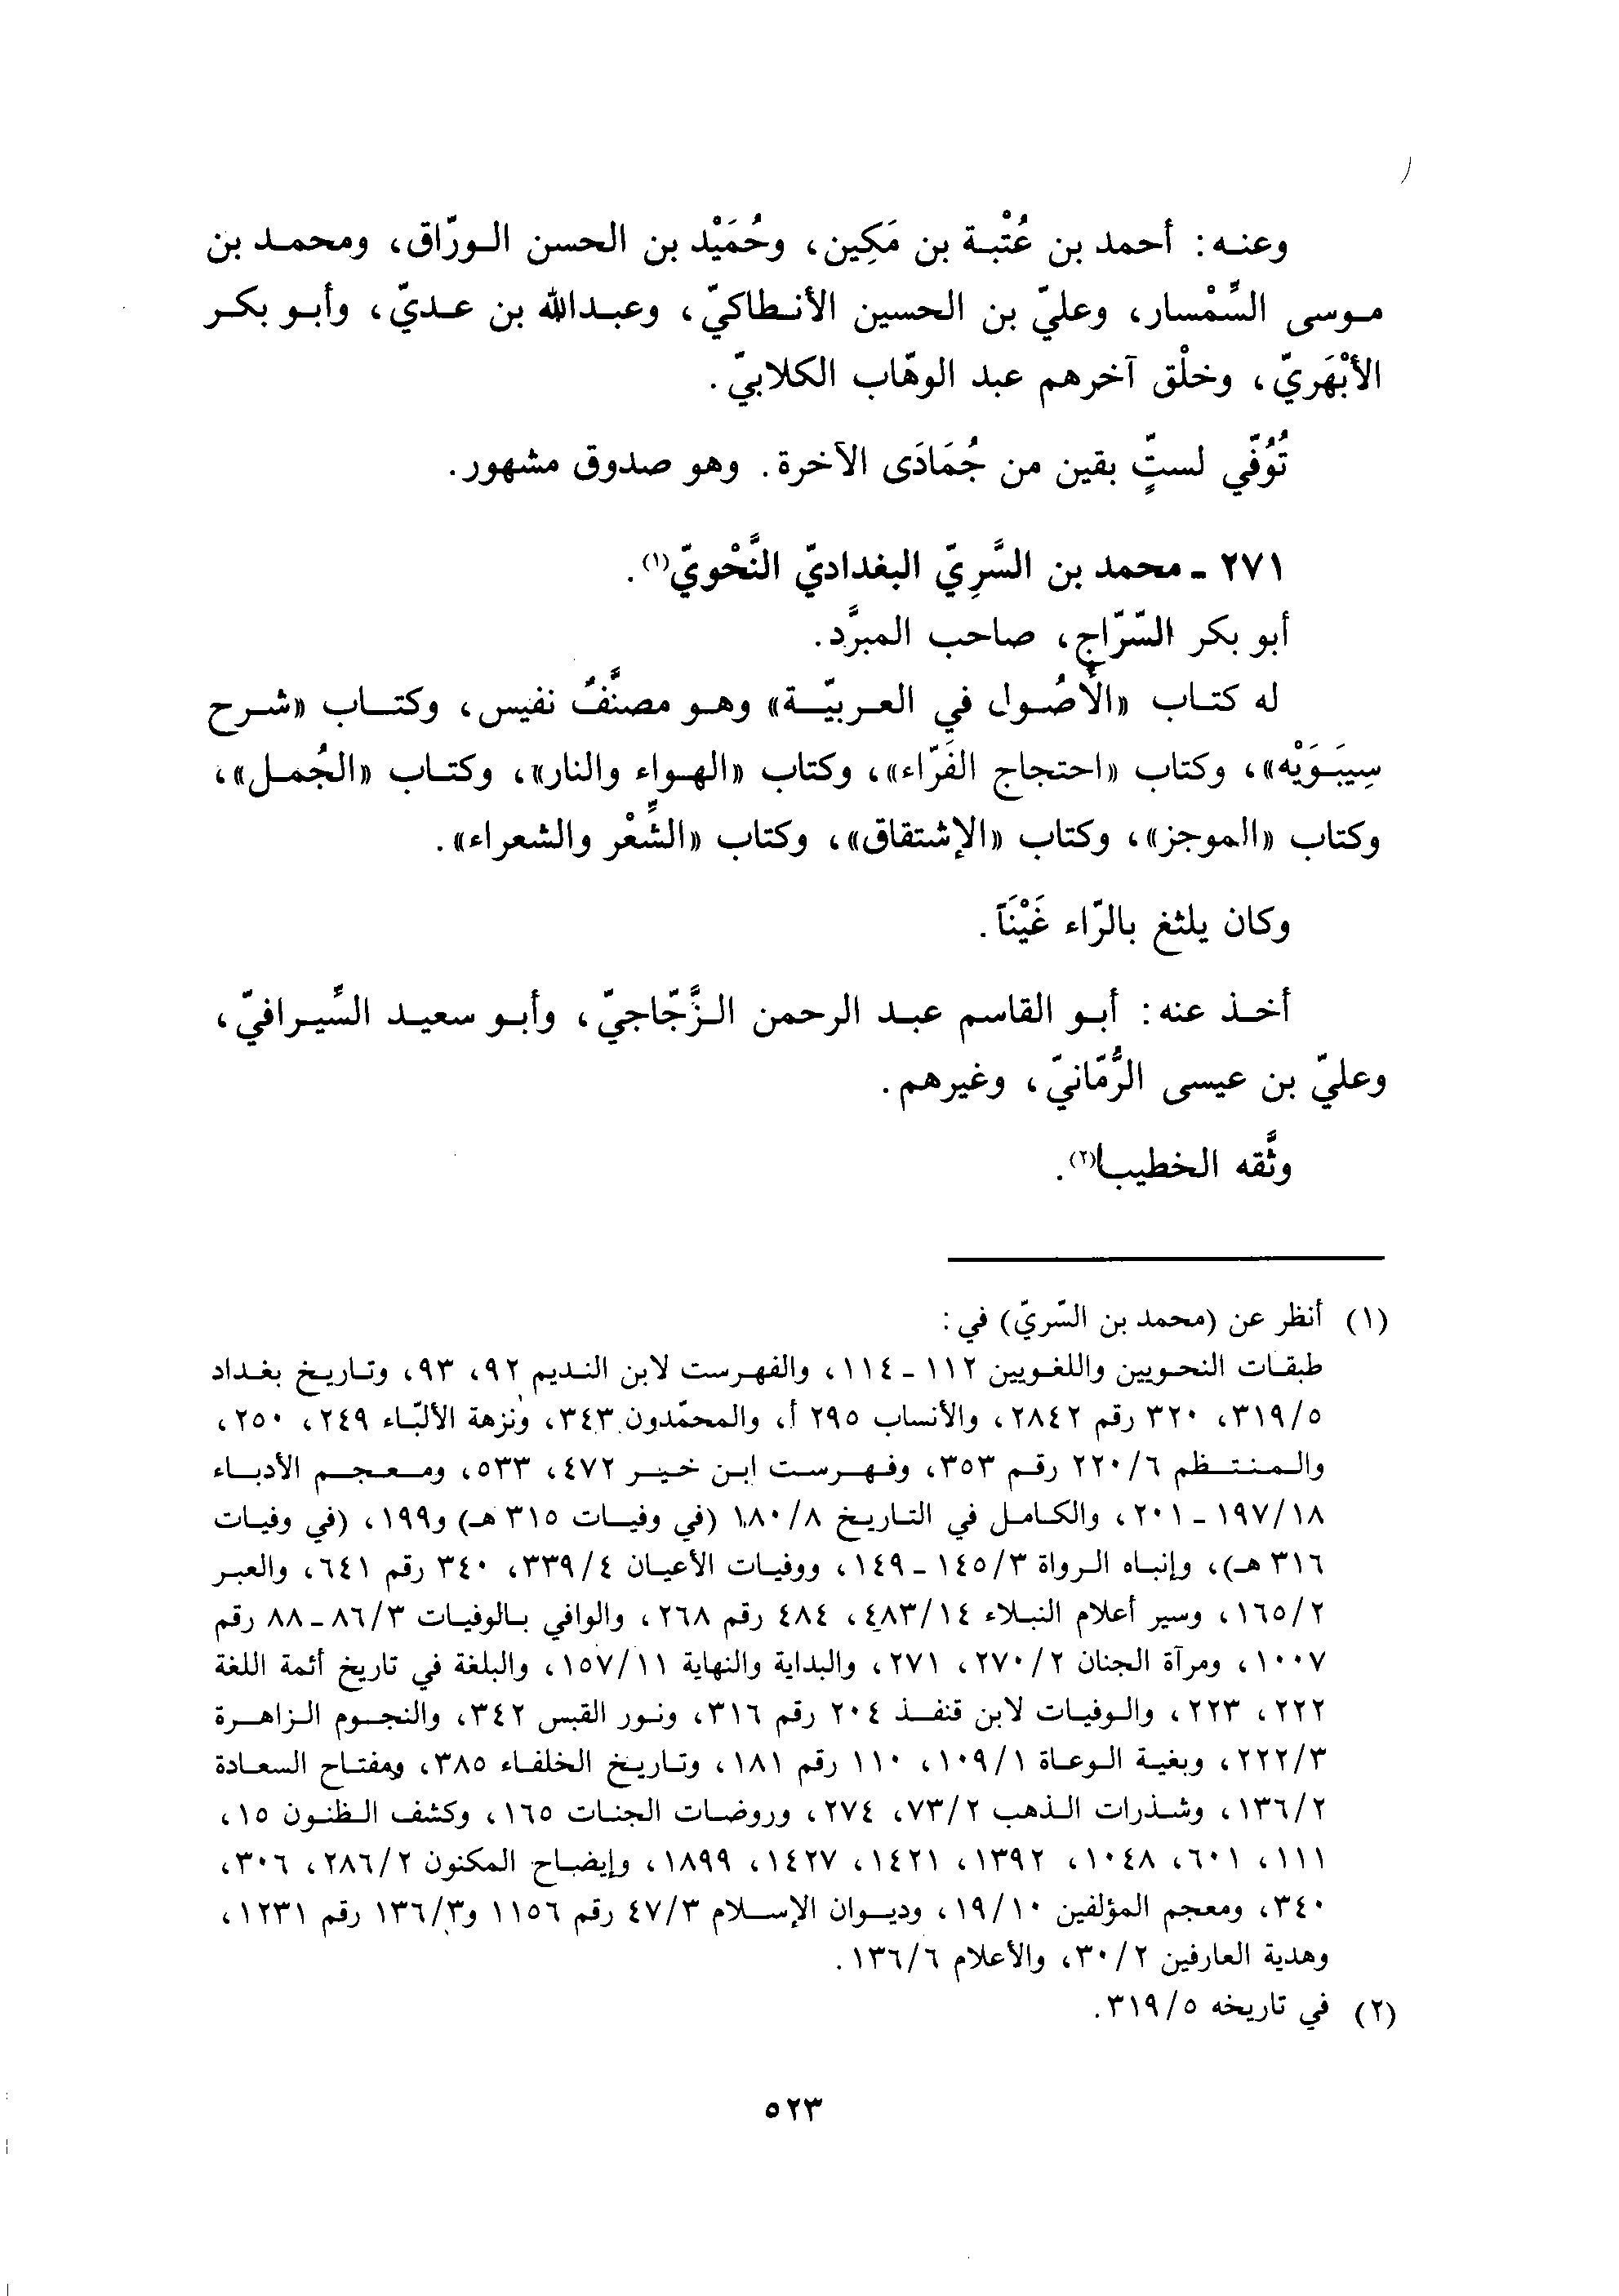 وعنه: أحمد بن عُتْبة بن مَكِين، وحُمَيْد بن الحسن الورّاق، ومحمد بن
موسى السِّمْسار، وعليّ بن الحسين الأنطاكيّ، وعبدالله بن عديّ، وأبو بكر
الأبْهَريّ، وخلْق آخرهم عبد الوهّاب الكلابيّ.
تُوُفّي لستٍّ بقين من جُمَادَى الآخرة. وهو صدوق مشهور.
٢٧١ - محمد بن السَّرِيّ البغداديّ النَّحْويّ(١).
أبو بكر السّرّاج، صاحب المبرَّد.
له كتاب «الأُصُول في العربيّة» وهو مصنَّفٌ نفيس، وكتاب «شرح
سِيبَوَيْه»، وكتاب «احتجاج الفَرّاء»، وكتاب «الهواء والنار»، وكتاب «الجُمل»،
وكتاب «الموجز»، وكتاب «الإشتقاق»، وكتاب «الشِّعْر والشعراء».
وكان يلثغ بالرّاء غَيْنَاً.
أخذ عنه: أبو القاسم عبد الرحمن الزَّجّاجيّ، وأبو سعيد السِّيرافيّ،
وعليّ بن عيسى الرُّمّانيّ، وغيرهم.
وثَّقه الخطيب(٢).
(١) أنظر عن (محمد بن السّريّ) في:
طبقات النحويين واللغويين ١١٢ - ١١٤، والفهرست لابن النديم ٩٢، ٩٣، وتاريخ بغداد
٣١٩/٥، ٣٢٠ رقم ٢٨٤٢، والأنساب ٢٩٥ أ، والمحمّدون ٣٤٣، ونزهة الألبّاء ٢٤٩، ٢٥٠،
والمنتظم ٢٢٠/٦ رقم ٣٥٣، وفهرست ابن خير ٤٧٢، ٥٣٣، ومعجم الأدباء
١٩٧/١٨ - ٢٠١، والكامل في التاريخ ١٨٠/٨ (في وفيات ٣١٥ هـ) و١٩٩، (في وفيات
٣١٦ هـ)، وإنباه الرواة ١٤٥/٣ - ١٤٩، ووفيات الأعيان ٣٣٩/٤، ٣٤٠ رقم ٦٤١، والعبر
١٦٥/٢، وسير أعلام النبلاء ٤٨٣/١٤، ٤٨٤ رقم ٢٦٨، والوافي بالوفيات ٨٦/٣ - ٨٨ رقم
١٠٠٧، ومرآة الجنان ٢٧٠/٢، ٢٧١، والبداية والنهاية ١٥٧/١١، والبلغة في تاريخ أئمة اللغة
٢٢٢، ٢٢٣، والوفيات لابن قنفذ ٢٠٤ رقم ٣١٦، ونور القبس ٣٤٢، والنجوم الزاهرة
٢٢٢/٣، وبغية الوعاة ١٠٩/١، ١١٠ رقم ١٨١، وتاريخ الخلفاء ٣٨٥، ومفتاح السعادة
١٣٦/٢، وشذرات الذهب ٧٣/٢، ٢٧٤، وروضات الجنات ١٦٥، وكشف الظنون ١٥،
١١١، ٦٠١، ١٠٤٨، ١٣٩٢، ١٤٢١، ١٤٢٧، ١٨٩٩، وإيضاح المكنون ٢٨٦/٢، ٣٠٦،
٣٤٠، ومعجم المؤلفين ١٩/١٠، وديوان الإسلام ٤٧/٣ رقم ١١٥٦ و١٣٦/٣ رقم ١٢٣١،
وهدية العارفين ٣٠/٢، والأعلام ١٣٦/٦.
(٢) في تاريخه ٣١٩/٥.
٥٢٣